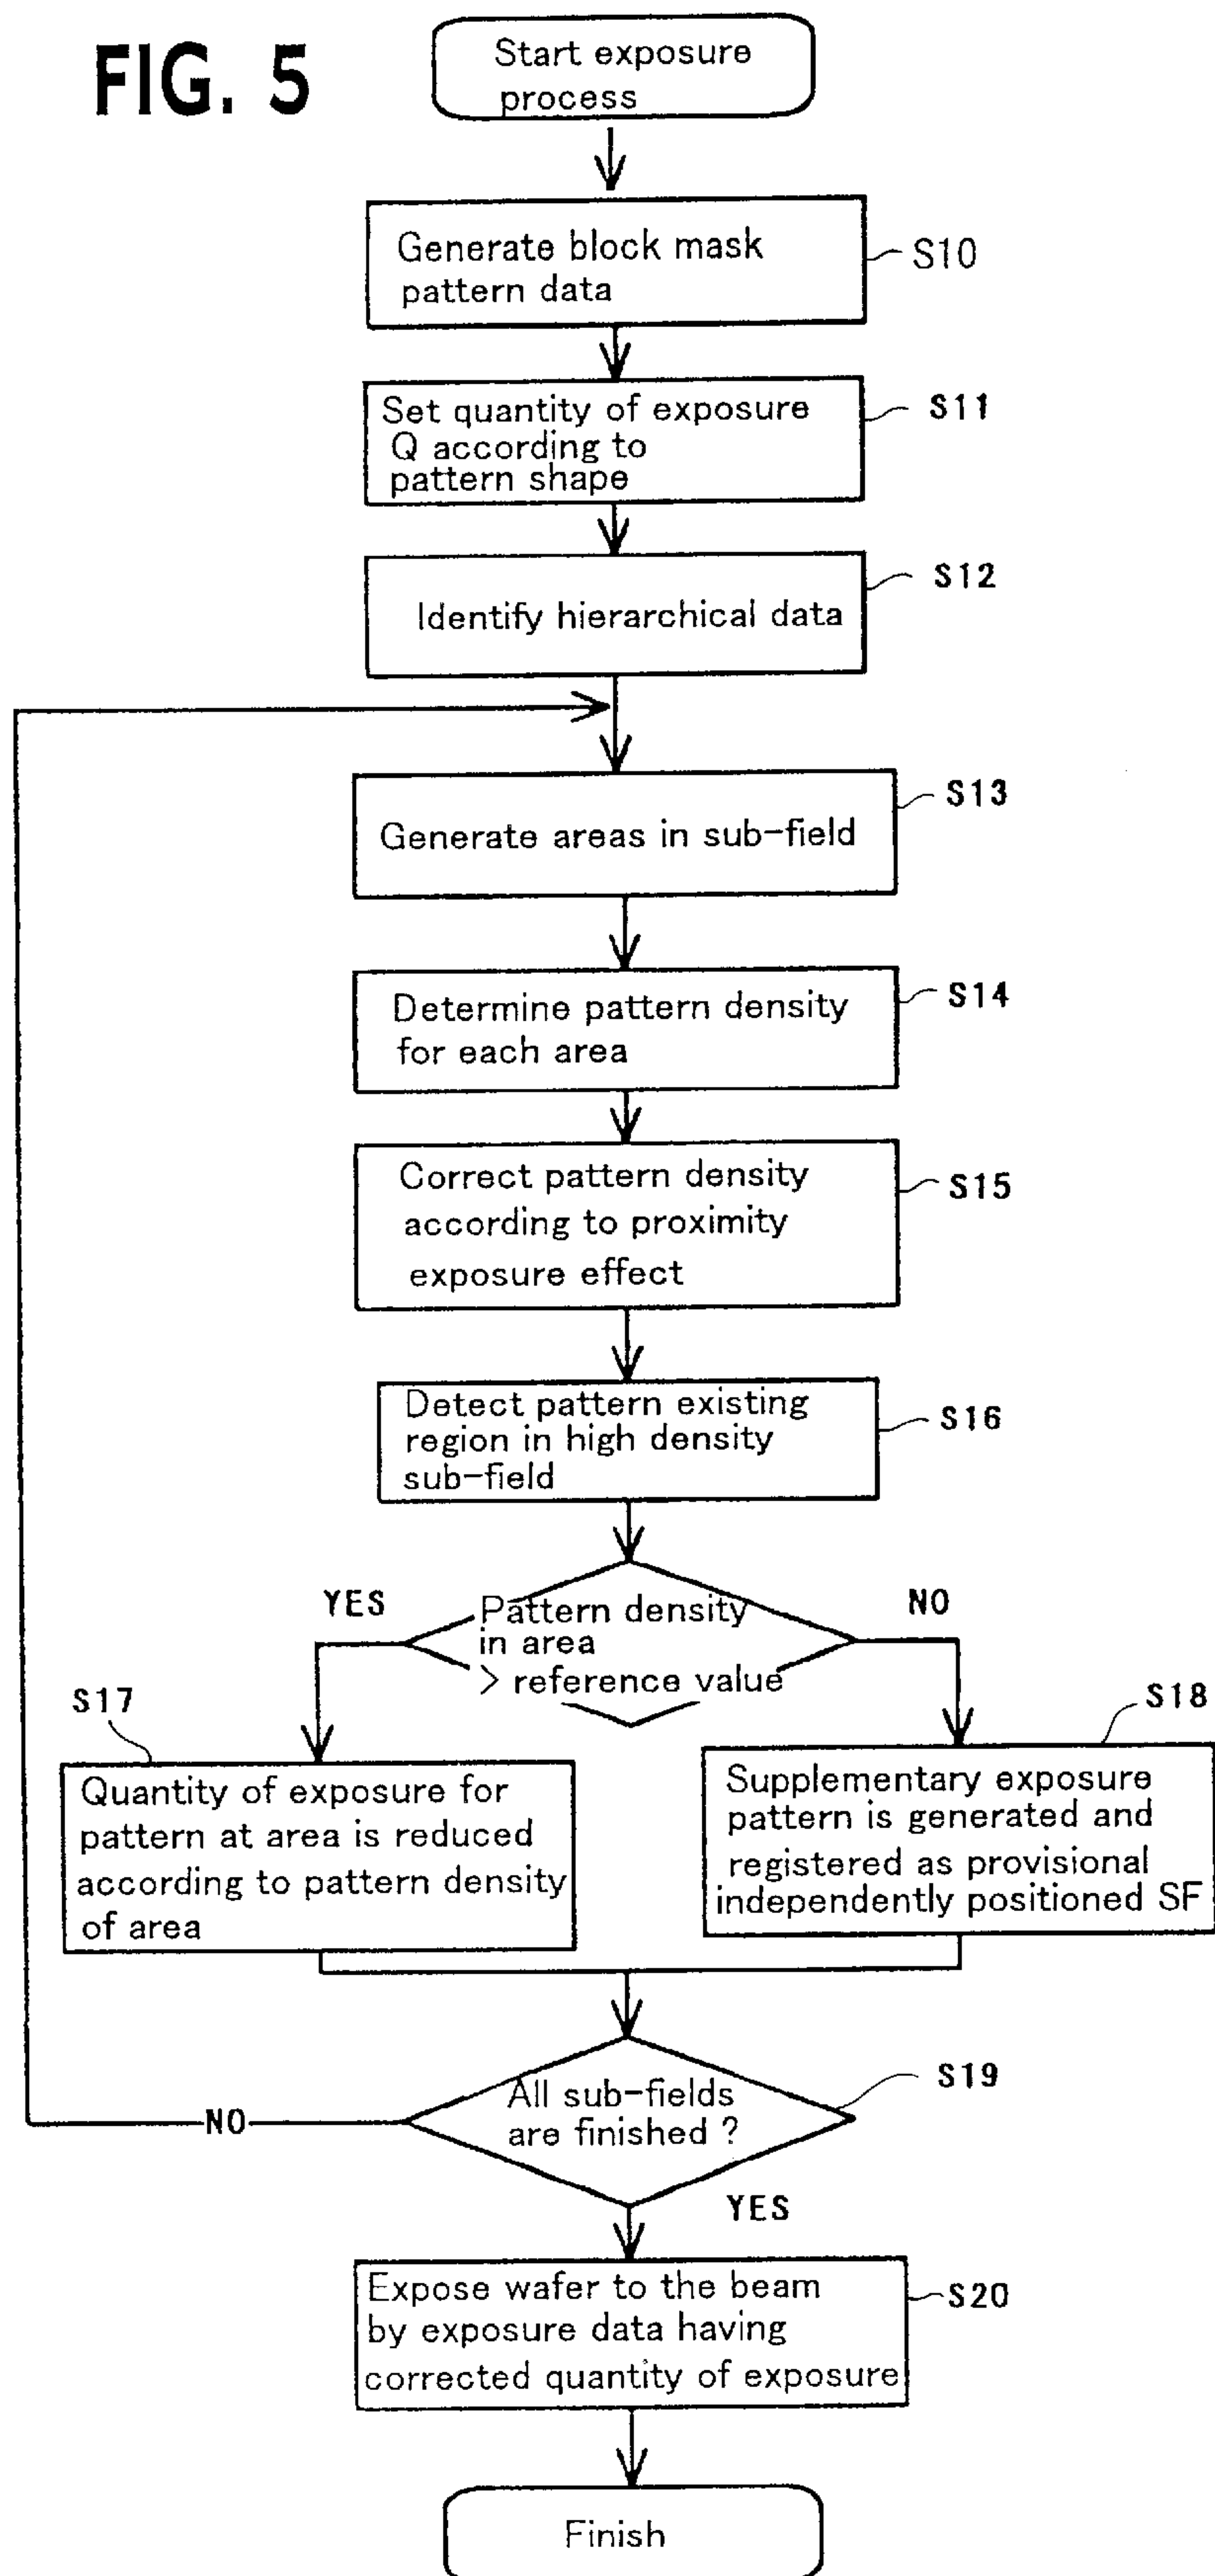 FIG. 5
Start exposure
process
Generate block mask
pattern data
S10
Set quantity of exposure
Q according to
pattern shape
S11
Identify hierarchical data
S12
Generate areas in sub-field
S13
Determine pattern density
for each area
S14
Correct pattern density
according to proximity
exposure effect
S15
Detect pattern existing
region in high density
sub-field
S16
YES
Pattern density
in area
> reference value
NO
S17
Quantity of exposure for
pattern at area is reduced
according to pattern density
of area
S18
Supplementary exposure
pattern is generated and
registered as provisional
independently positioned SF
All sub-fields
are finished ?
S19
NO
YES
Expose wafer to the beam
by exposure data having
corrected quantity of exposure
S20
Finish